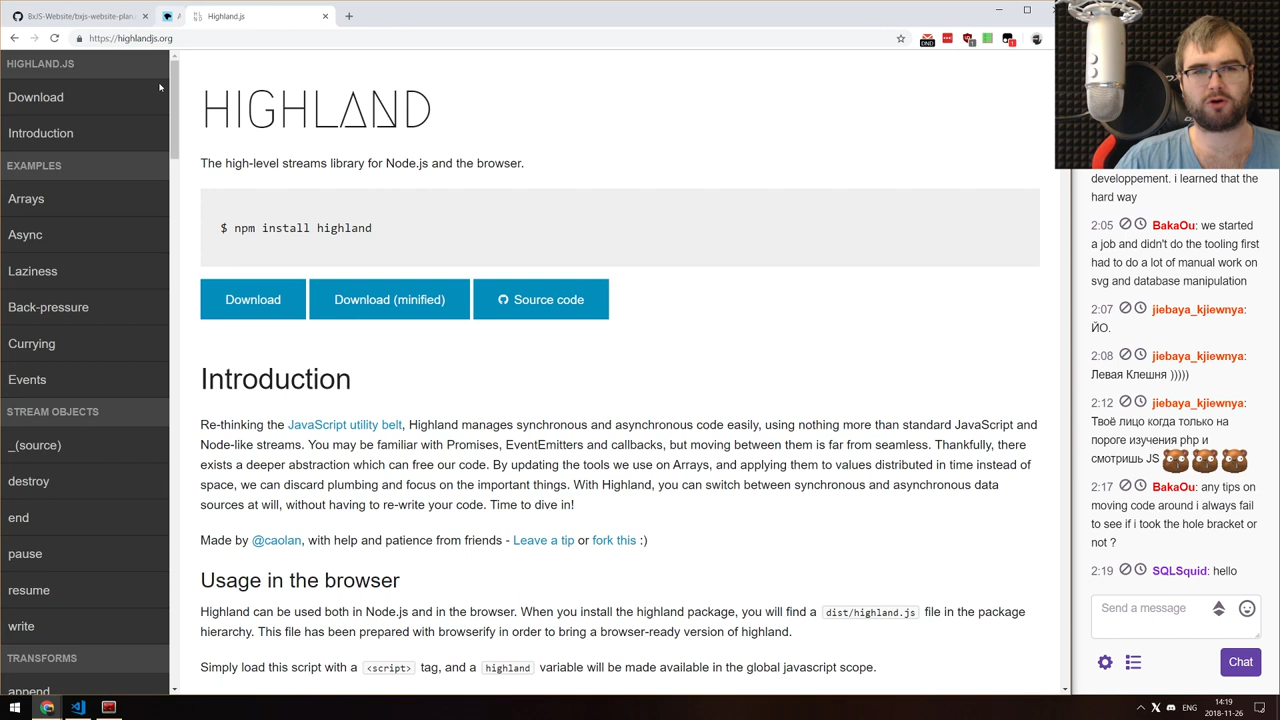 BxJS-Website/bxjs-website-plan
Highland.js
https://highlandjs.org
HIGHLAND.JS
Download
Introduction
EXAMPLES
Arrays
Async
Laziness
Back-pressure
Currying
Events
STREAM OBJECTS
_(source)
destroy
end
pause
resume
write
TRANSFORMS
append
HIGHLAND
The high-level streams library for Node.js and the browser.
$ npm install highland
Download
Download (minified)
Source code
Introduction
Re-thinking the JavaScript utility belt, Highland manages synchronous and asynchronous code easily, using nothing more than standard JavaScript and
Node-like streams. You may be familiar with Promises, EventEmitters and callbacks, but moving between them is far from seamless. Thankfully, there
exists a deeper abstraction which can free our code. By updating the tools we use on Arrays, and applying them to values distributed in time instead of
space, we can discard plumbing and focus on the important things. With Highland, you can switch between synchronous and asynchronous data
sources at will, without having to re-write your code. Time to dive in!
Made by @caolan, with help and patience from friends - Leave a tip or fork this :)
Usage in the browser
Highland can be used both in Node.js and in the browser. When you install the highland package, you will find a dist/highland.js file in the package
hierarchy. This file has been prepared with browserify in order to bring a browser-ready version of highland.
Simply load this script with a <script> tag, and a highland variable will be made available in the global javascript scope.
developpement. i learned that the
hard way
2:05 BakaOu: we started
a job and didn't do the tooling first
had to do a lot of manual work on
svg and database manipulation
2:07 jiebaya_kjiewnya:
ЙО.
2:08 jiebaya_kjiewnya:
Левая Клешня )))))
2:12 jiebaya_kjiewnya:
Твоё лицо когда только на
пороге изучения php и
смотришь JS
2:17 BakaOu: any tips on
moving code around i always fail
to see if i took the hole bracket or
not ?
2:19 SQLSquid: hello
Send a message
Chat
ENG
14:19
2018-11-26